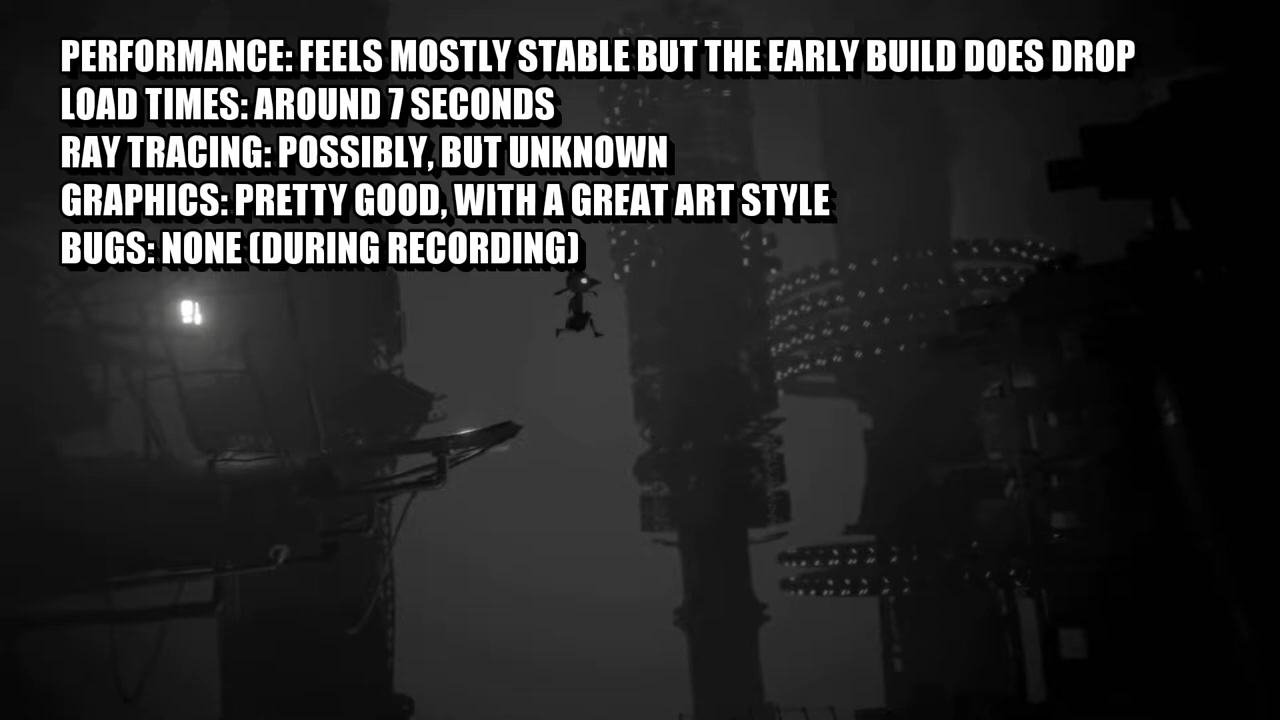 PERFORMANCE: FEELS MOSTLY STABLE BUT THE EARLY BUILD DOES DROP
LOAD TIMES: AROUND 7 SECONDS
RAY TRACING: POSSIBLY, BUT UNKNOWN
GRAPHICS: PRETTY GOOD, WITH A GREAT ART STYLE
BUGS: NONE (DURING RECORDING)